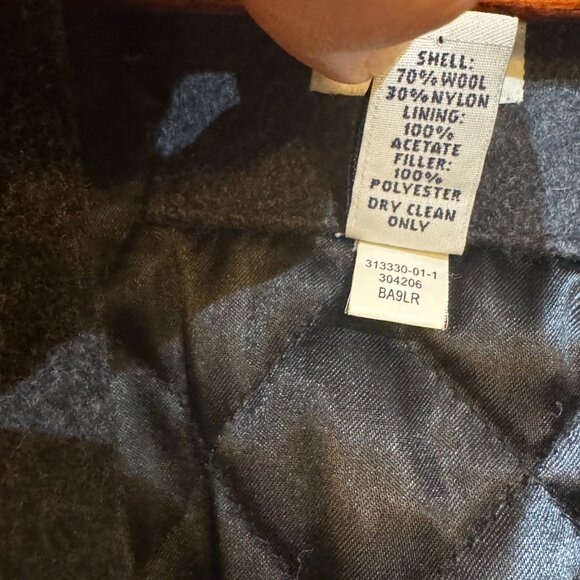 SHELL:
70% WOOL
30% NYLON
LINING:
100%
ACETATE
FILLER:
100%
POLYESTER
DRY CLEAN
ONLY
313330-01-1
304206
BA9LR